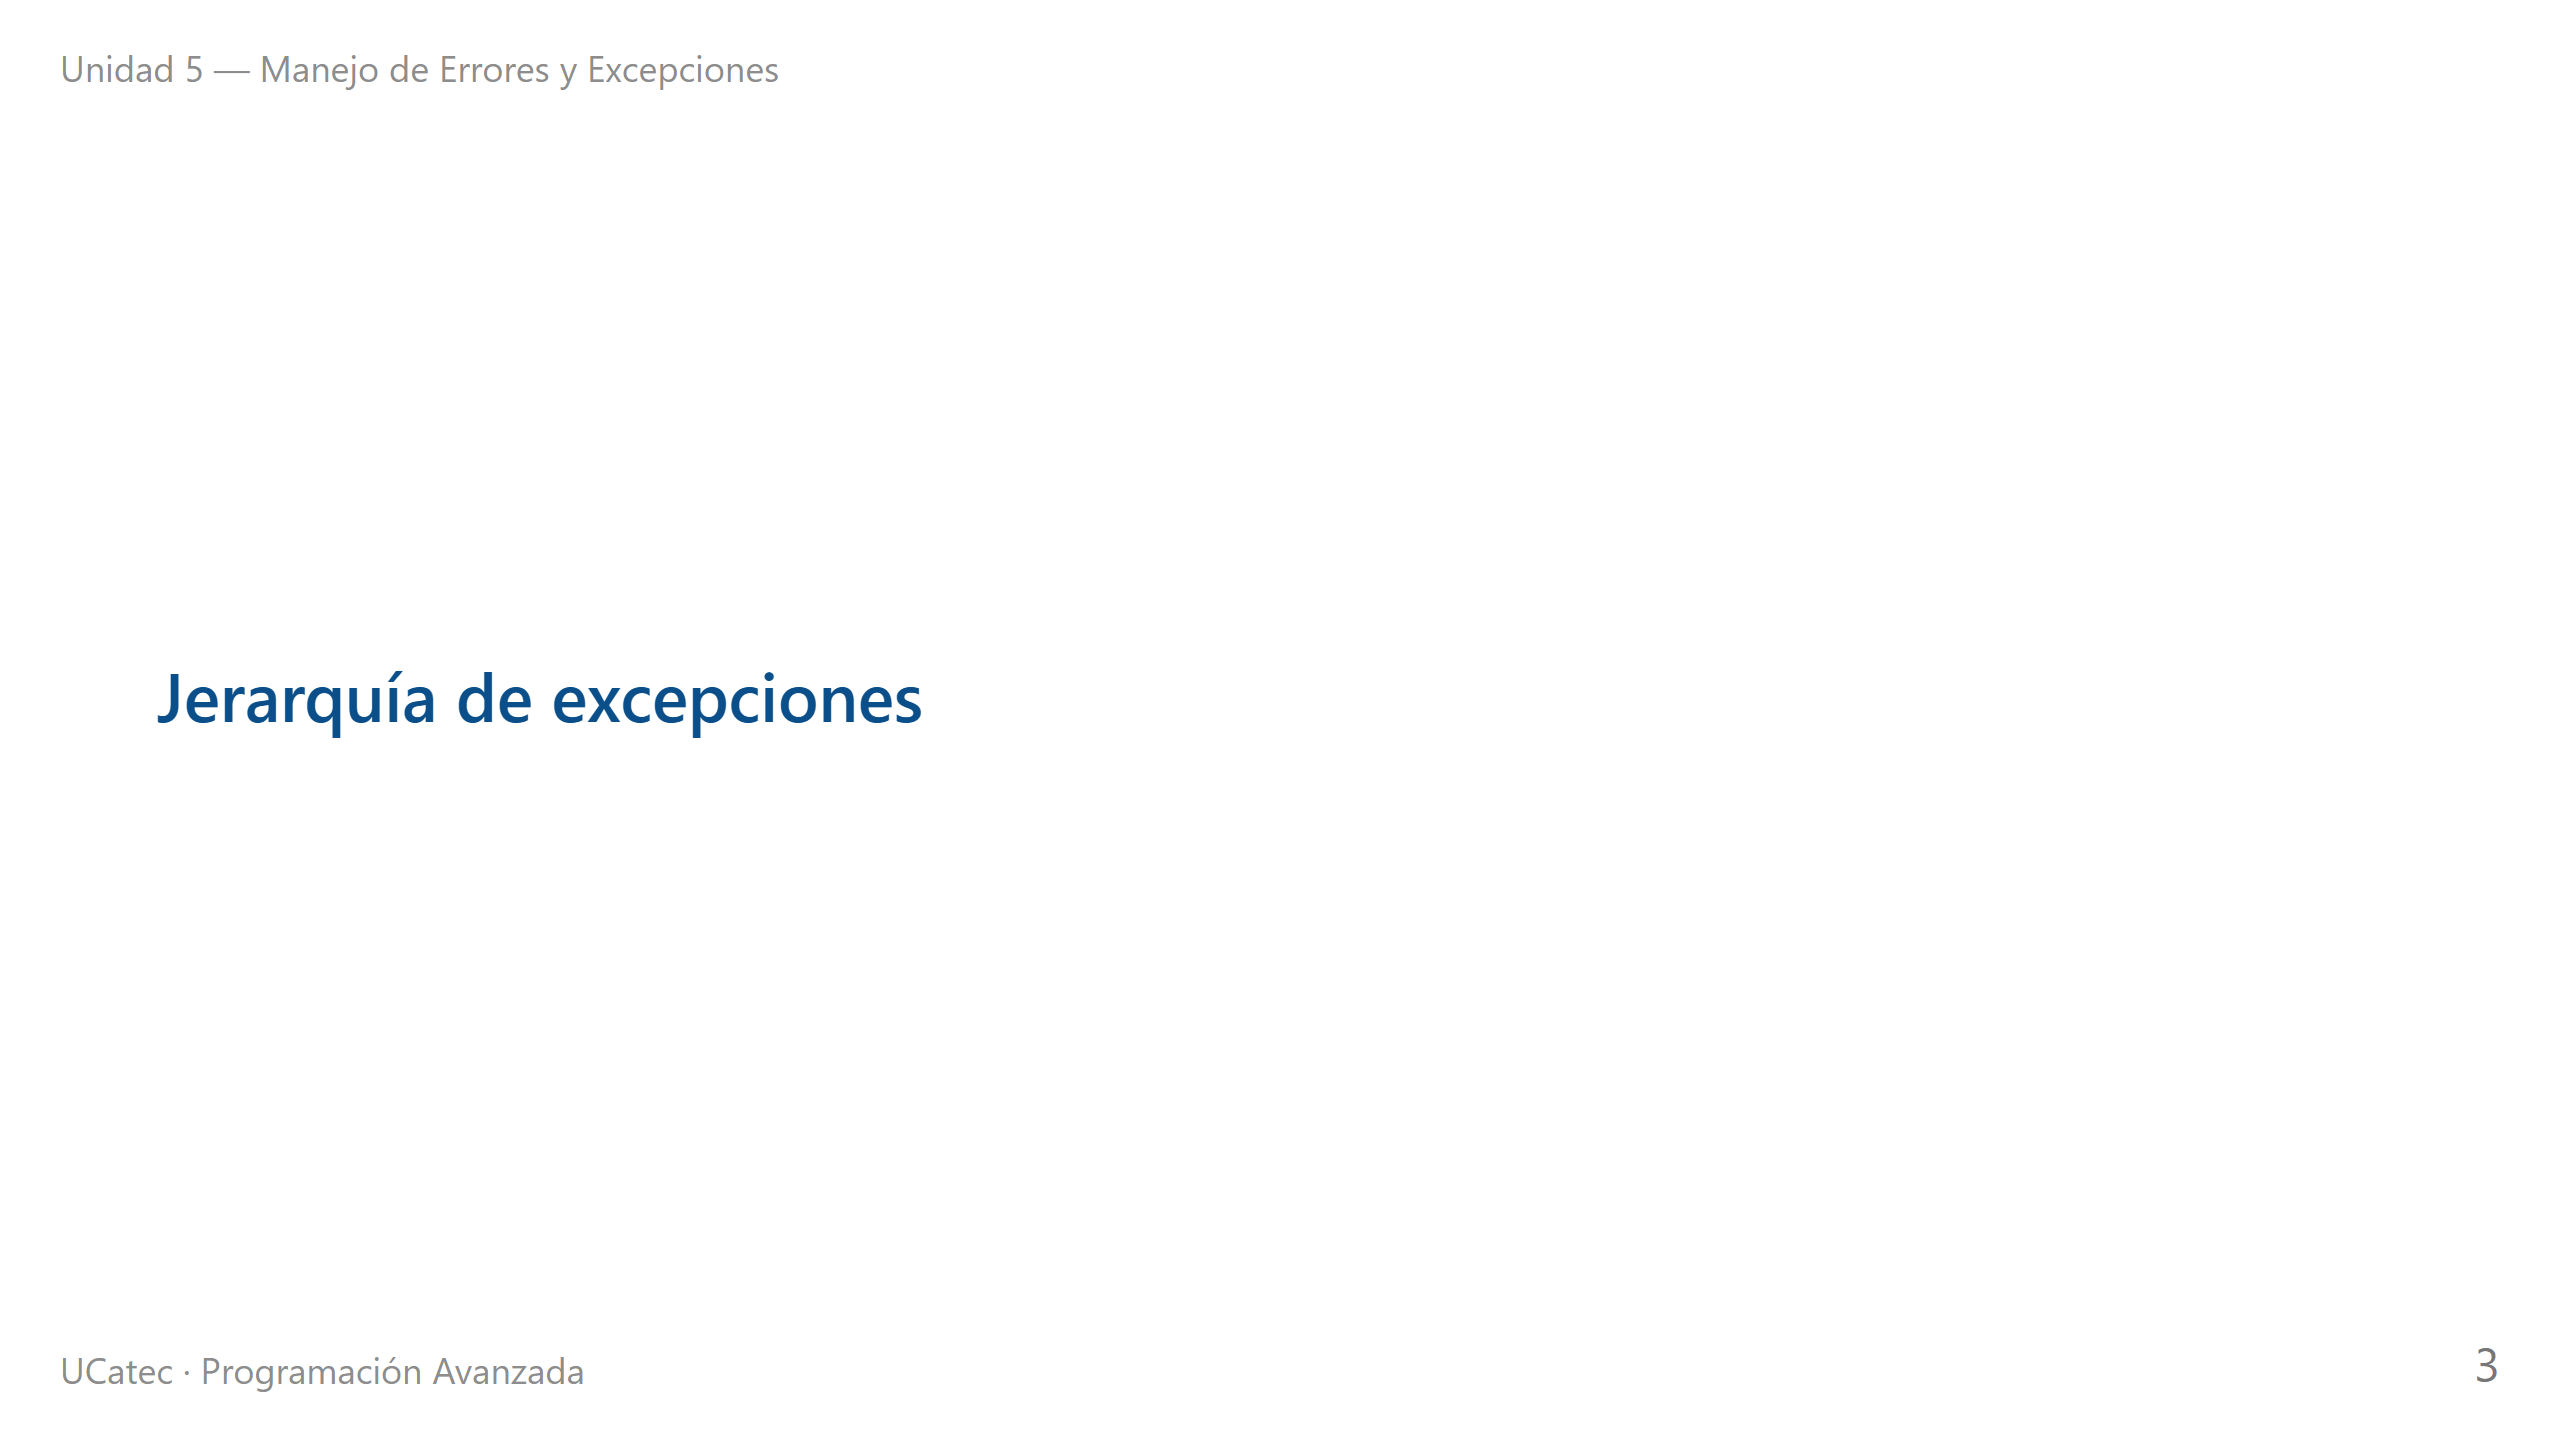 Unidad 5 — Manejo de Errores y Excepciones
Jerarquía de excepciones
UCatec · Programación Avanzada
3